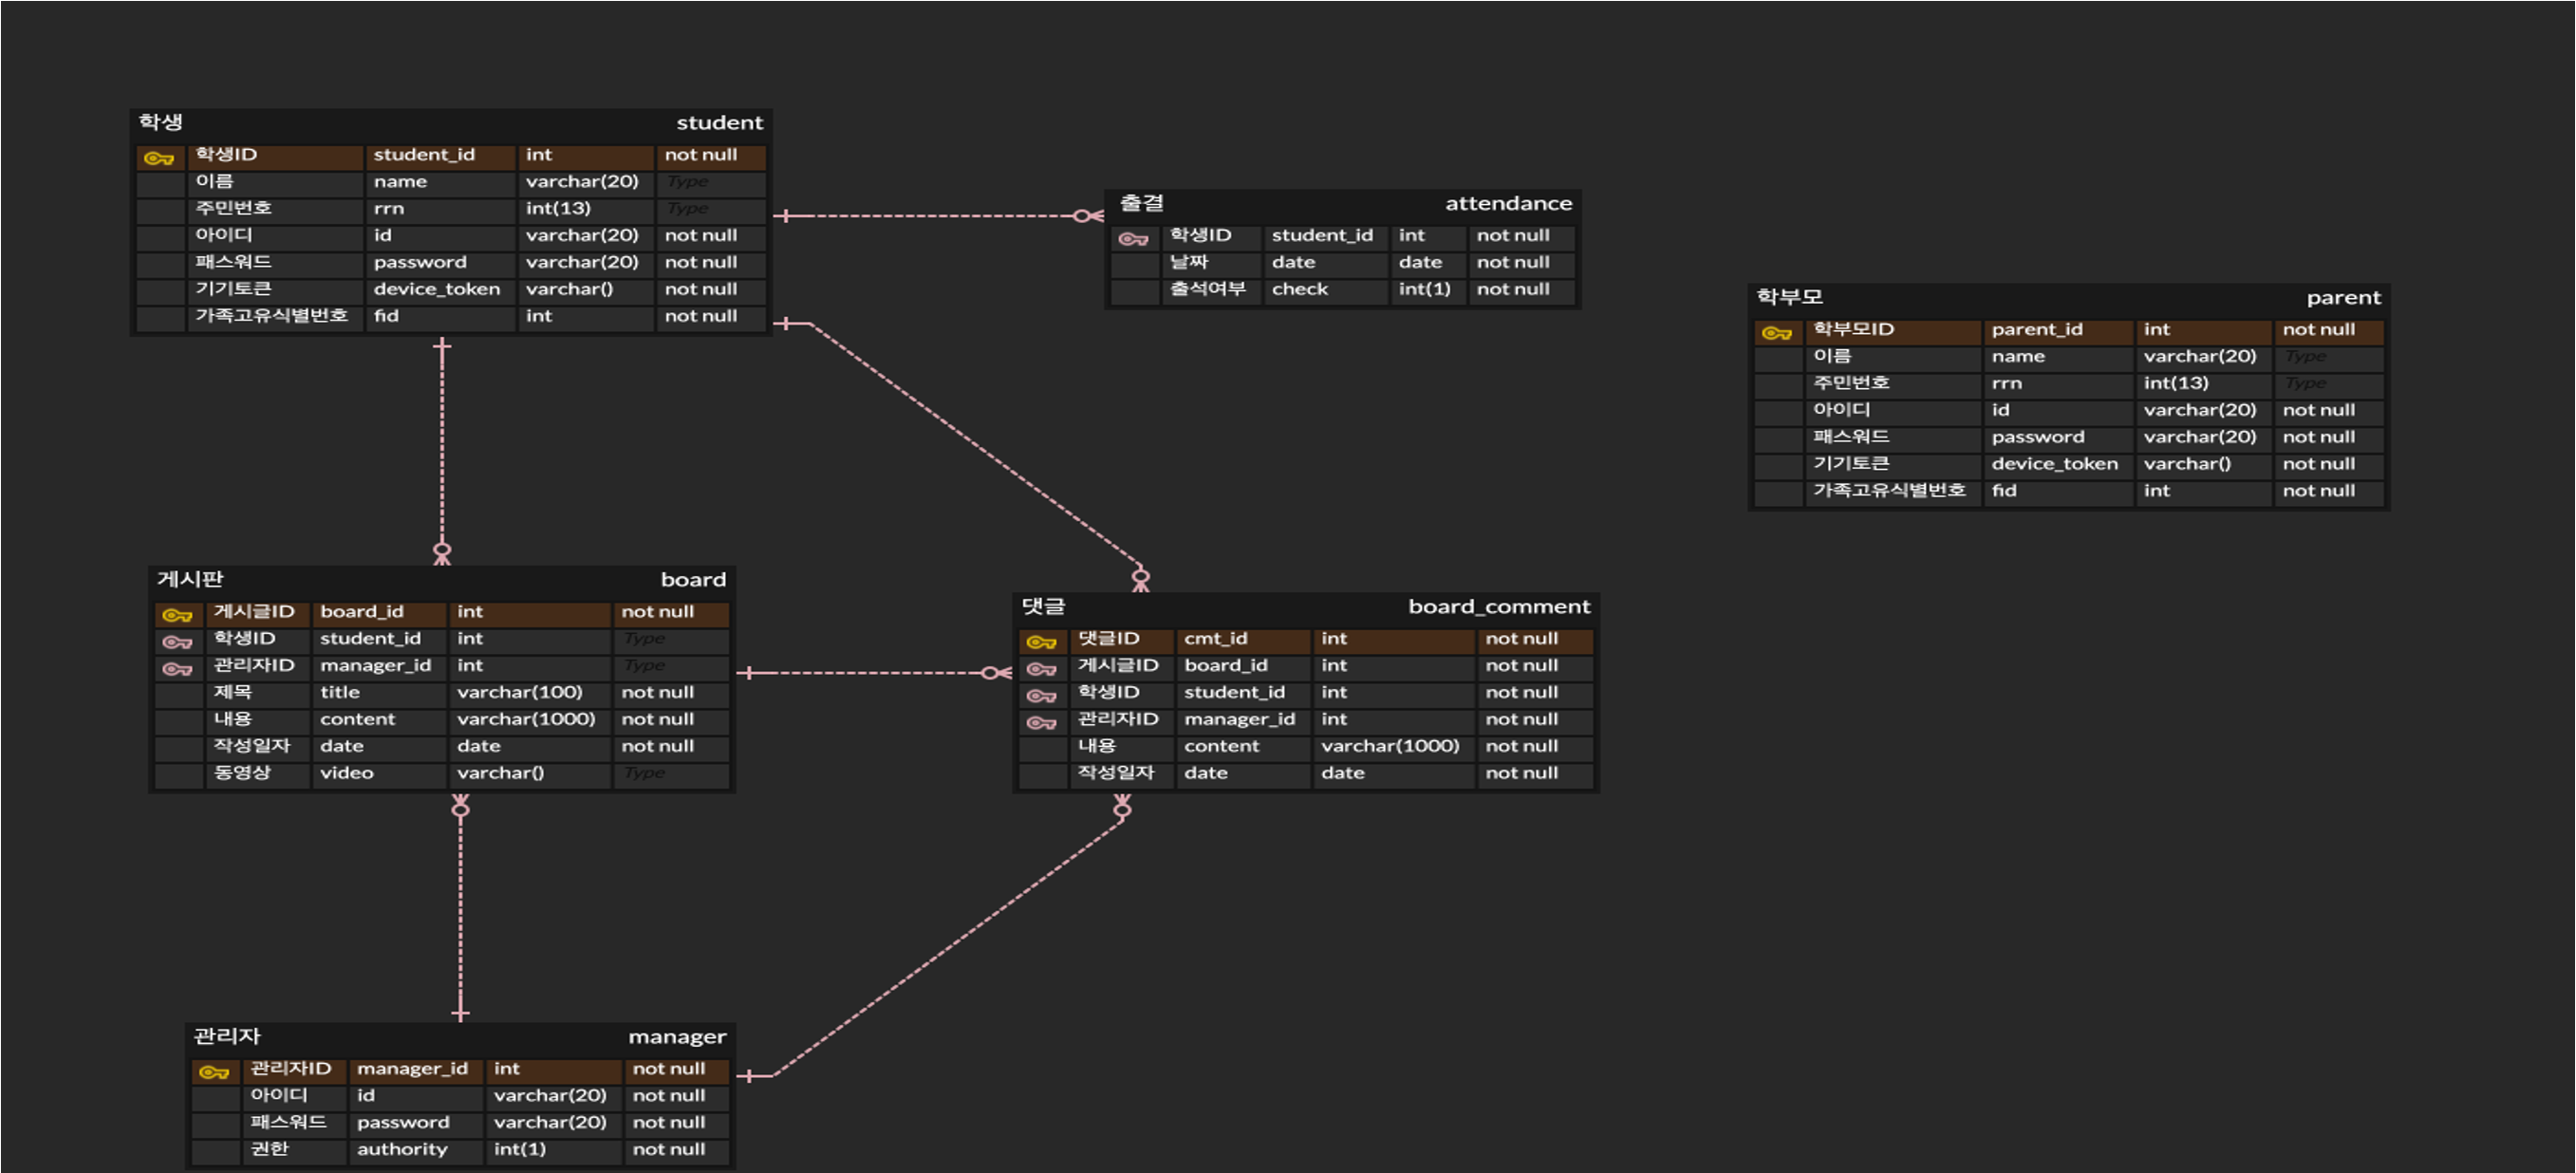 학생 student
학생ID student_id int not null
이름 name varchar(20) Type
주민번호 rrn int(13) Type
아이디 id varchar(20) not null
패스워드 password varchar(20) not null
기기토큰 device_token varchar() not null
가족고유식별번호 fid int not null
출결 attendance
학생ID student_id int not null
날짜 date date not null
출석여부 check int(1) not null
학부모 parent
학부모ID parent_id int not null
이름 name varchar(20) Type
주민번호 rrn int(13) Type
아이디 id varchar(20) not null
패스워드 password varchar(20) not null
기기토큰 device_token varchar() not null
가족고유식별번호 fid int not null
게시판 board
게시글ID board_id int not null
학생ID student_id int Type
관리자ID manager_id int Type
제목 title varchar(100) not null
내용 content varchar(1000) not null
작성일자 date date not null
동영상 video varchar() Type
댓글 board_comment
댓글ID cmt_id int not null
게시글ID board_id int not null
학생ID student_id int not null
관리자ID manager_id int not null
내용 content varchar(1000) not null
작성일자 date date not null
관리자 manager
관리자ID manager_id int not null
아이디 id varchar(20) not null
패스워드 password varchar(20) not null
권한 authority int(1) not null